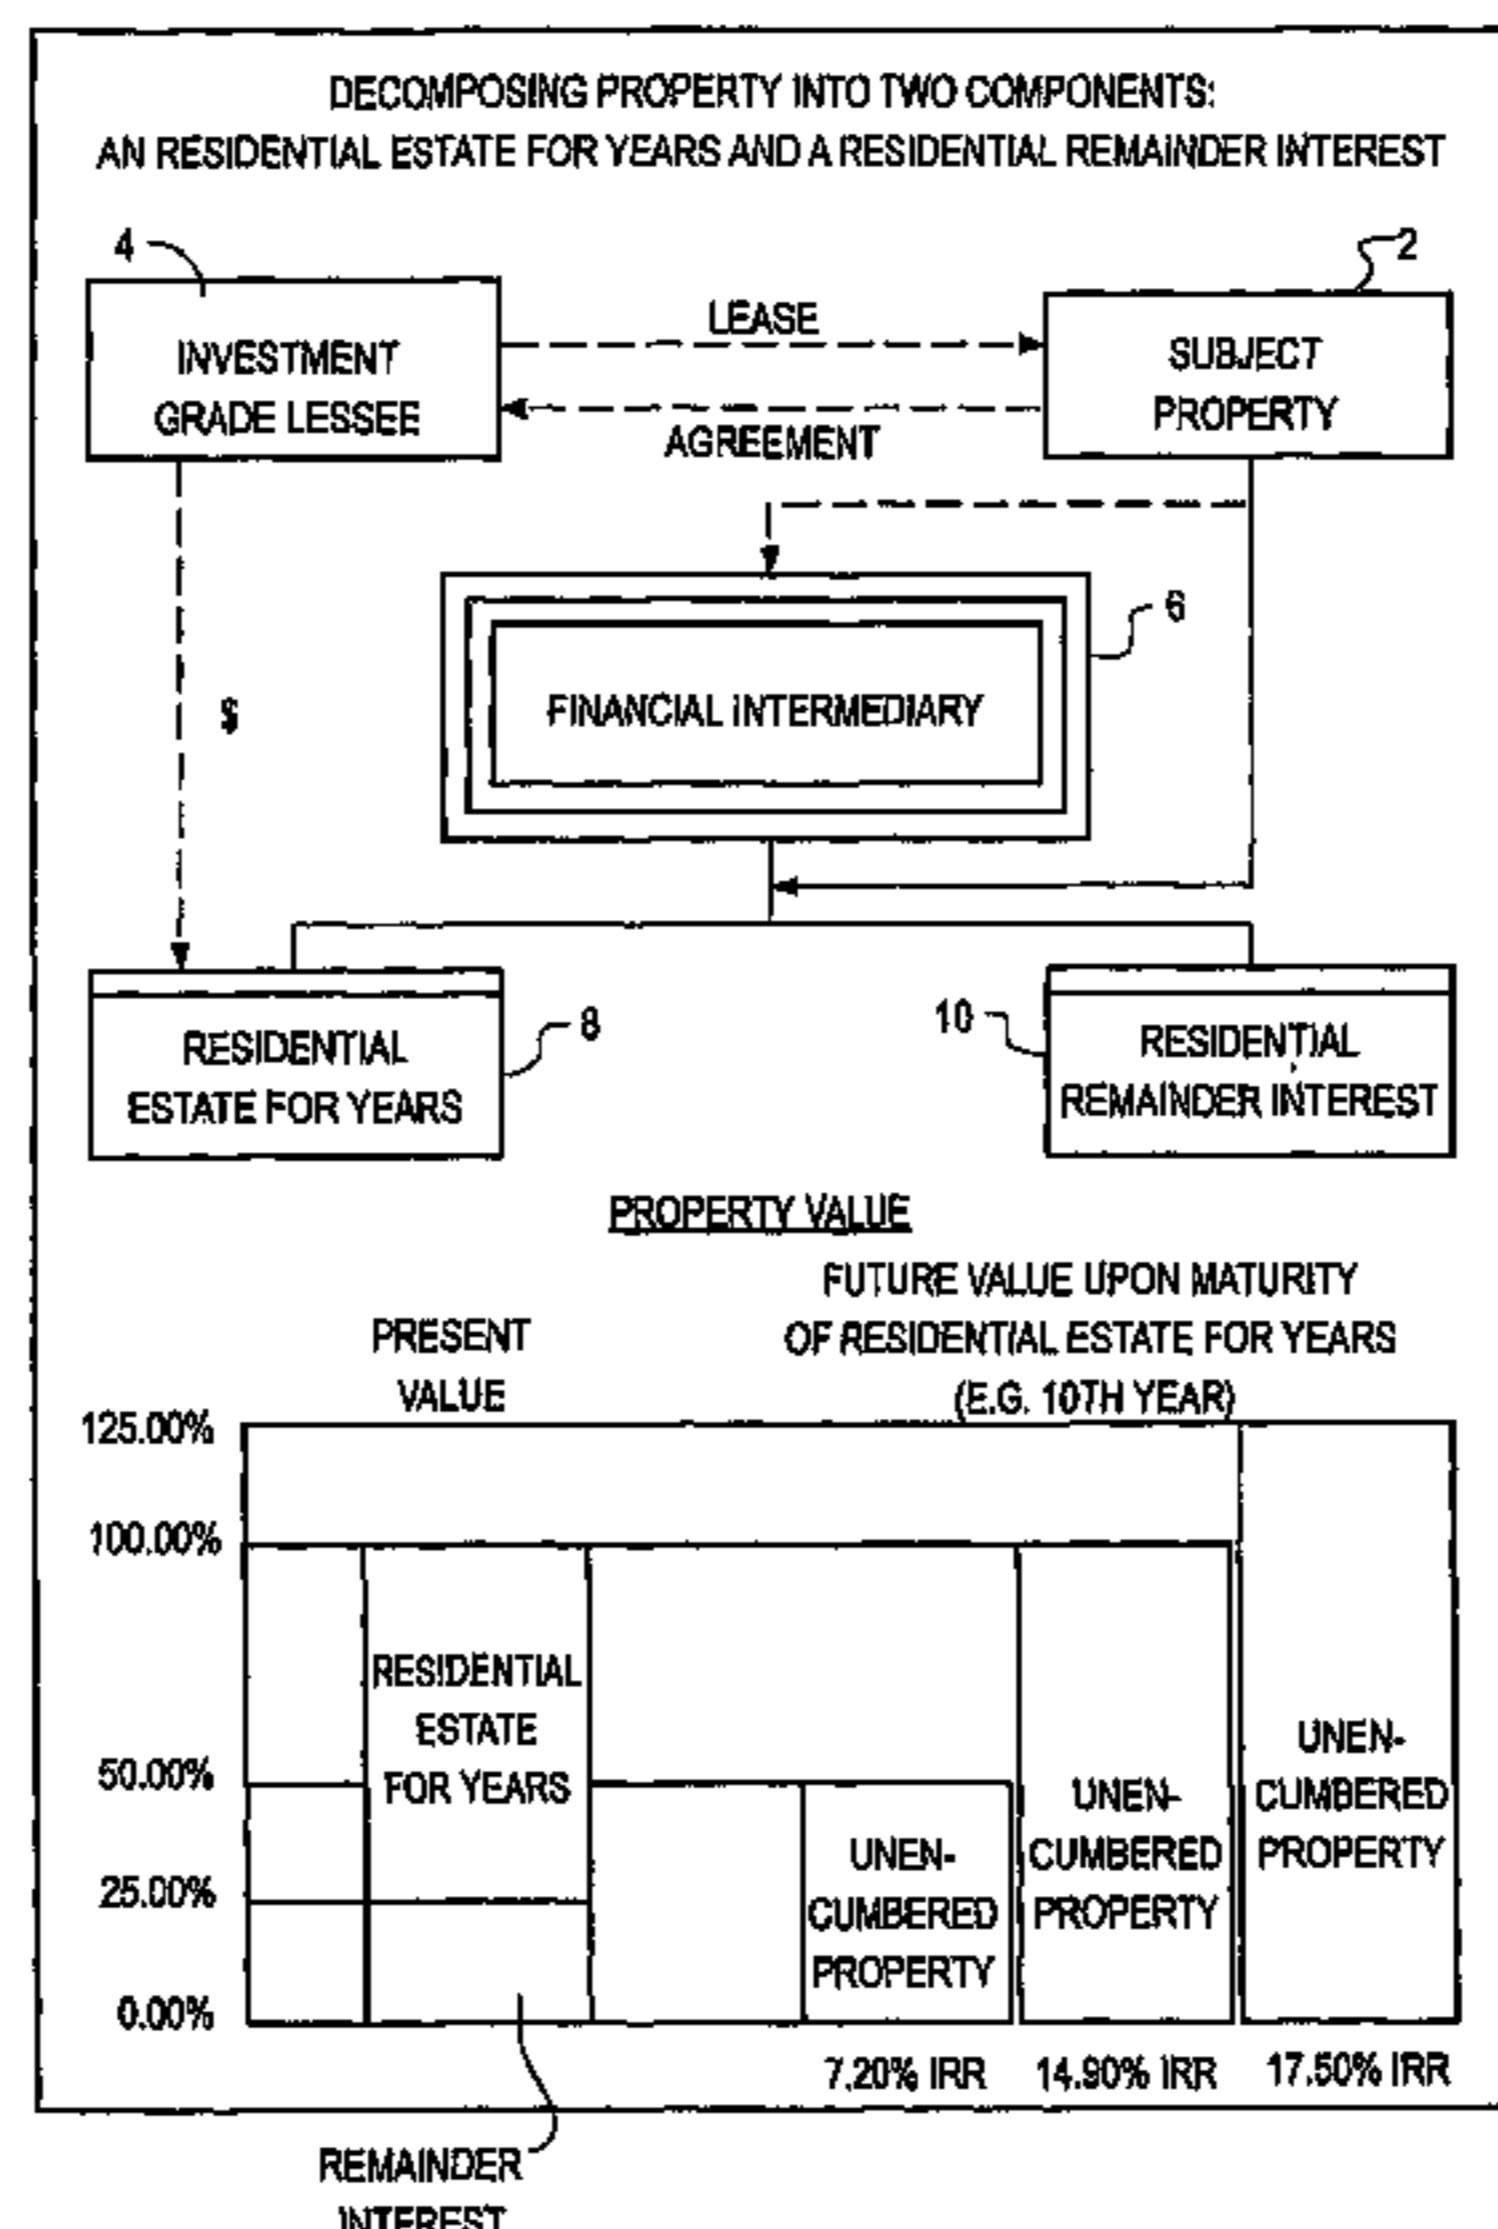 DECOMPOSING PROPERTY INTO TWO COMPONENTS:
AN RESIDENTIAL ESTATE FOR YEARS AND A RESIDENTIAL REMAINDER INTEREST
4
2
INVESTMENT
GRADE LESSEE
LEASE
AGREEMENT
SUBJECT
PROPERTY
6
$
FINANCIAL INTERMEDIARY
RESIDENTIAL
ESTATE FOR YEARS
8
10
RESIDENTIAL
REMAINDER INTEREST
PROPERTY VALUE
PRESENT
VALUE
FUTURE VALUE UPON MATURITY
OF RESIDENTIAL ESTATE FOR YEARS
(E.G. 10TH YEAR)
125.00%
100.00%
50.00%
25.00%
0.00%
RESIDENTIAL
ESTATE
FOR YEARS
UNEN-
CUMBERED
PROPERTY
UNEN-
CUMBERED
PROPERTY
UNEN-
CUMBERED
PROPERTY
7.20% IRR
14.90% IRR
17.50% IRR
REMAINDER
INTEREST